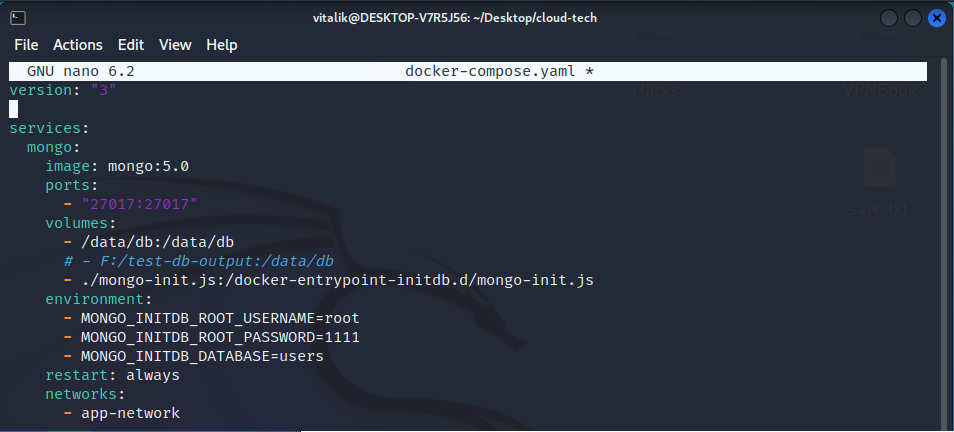 vitalik@DESKTOP-V7R5J56: ~/Desktop/cloud-tech
File Actions Edit View Help
GNU nano 6.2 docker-compose.yaml *
Hacks VPNBook
version: "3"
services:
  mongo:
    image: mongo:5.0
    ports:
      - "27017:27017"
    volumes:
      - /data/db:/data/db
      # - F:/test-db-output:/data/db
      - ./mongo-init.js:/docker-entrypoint-initdb.d/mongo-init.js
    environment:
      - MONGO_INITDB_ROOT_USERNAME=root
      - MONGO_INITDB_ROOT_PASSWORD=1111
      - MONGO_INITDB_DATABASE=users
    restart: always
    networks:
      - app-network
save.txt